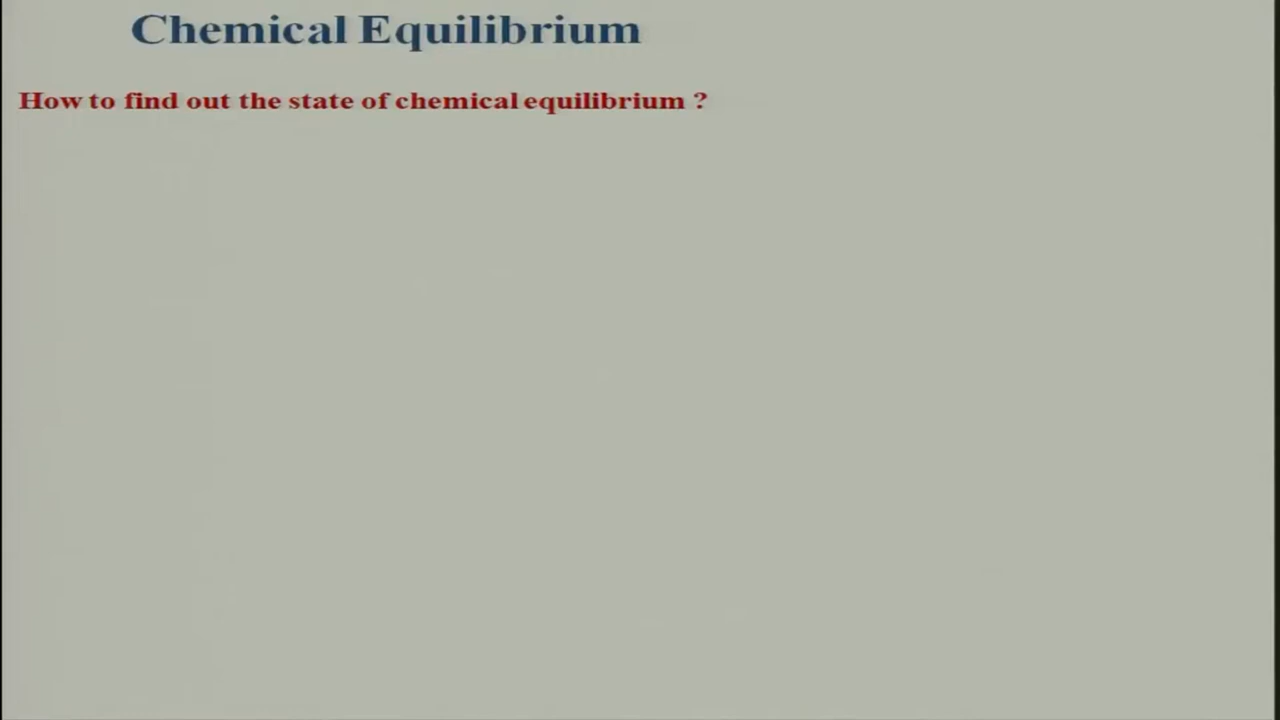 Chemical Equilibrium
How to find out the state of chemical equilibrium ?